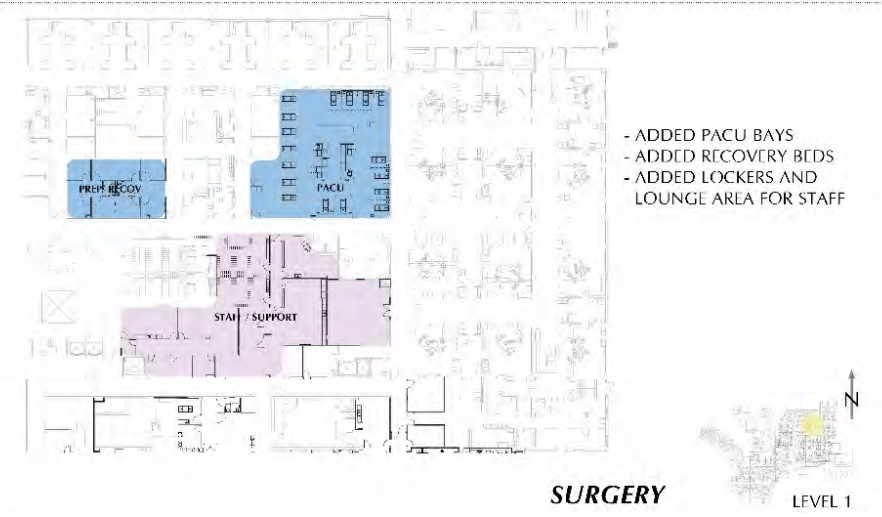 - ADDED PACU BAYS
- ADDED RECOVERY BEDS
- ADDED LOCKERS AND
LOUNGE AREA FOR STAFF
PREP/ RECOV
PACU
STAFF / SUPPORT
N
SURGERY
LEVEL 1